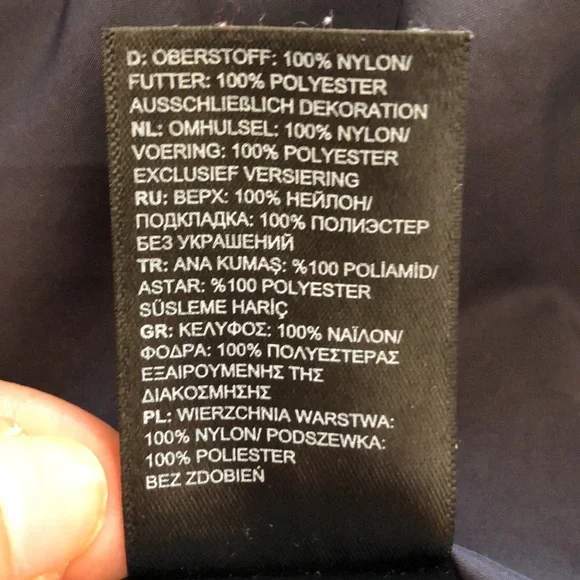 D: OBERSTOFF: 100% NYLON/
FUTTER: 100% POLYESTER
AUSSCHLIEßLICH DEKORATION
NL: OMHULSEL: 100% NYLON/
VOERING: 100% POLYESTER
EXCLUSIEF VERSIERING
RU: ВЕРХ: 100% НЕЙЛОН/
ПОДКЛАДКА: 100% ПОЛИЭСТЕР
БЕЗ УКРАШЕНИЙ
TR: ANA KUMAŞ: %100 POLİAMİD/
ASTAR: %100 POLYESTER
SÜSLEME HARİÇ
GR: ΚΕΛΥΦΟΣ: 100% ΝΑΪΛΟΝ/
ΦΟΔΡΑ: 100% ΠΟΛΥΕΣΤΕΡΑΣ
ΕΞΑΙΡΟΥΜΕΝΗΣ ΤΗΣ
ΔΙΑΚΟΣΜΗΣΗΣ
PL: WIERZCHNIA WARSTWA:
100% NYLON/ PODSZEWKA:
100% POLIESTER
BEZ ZDOBIEŃ